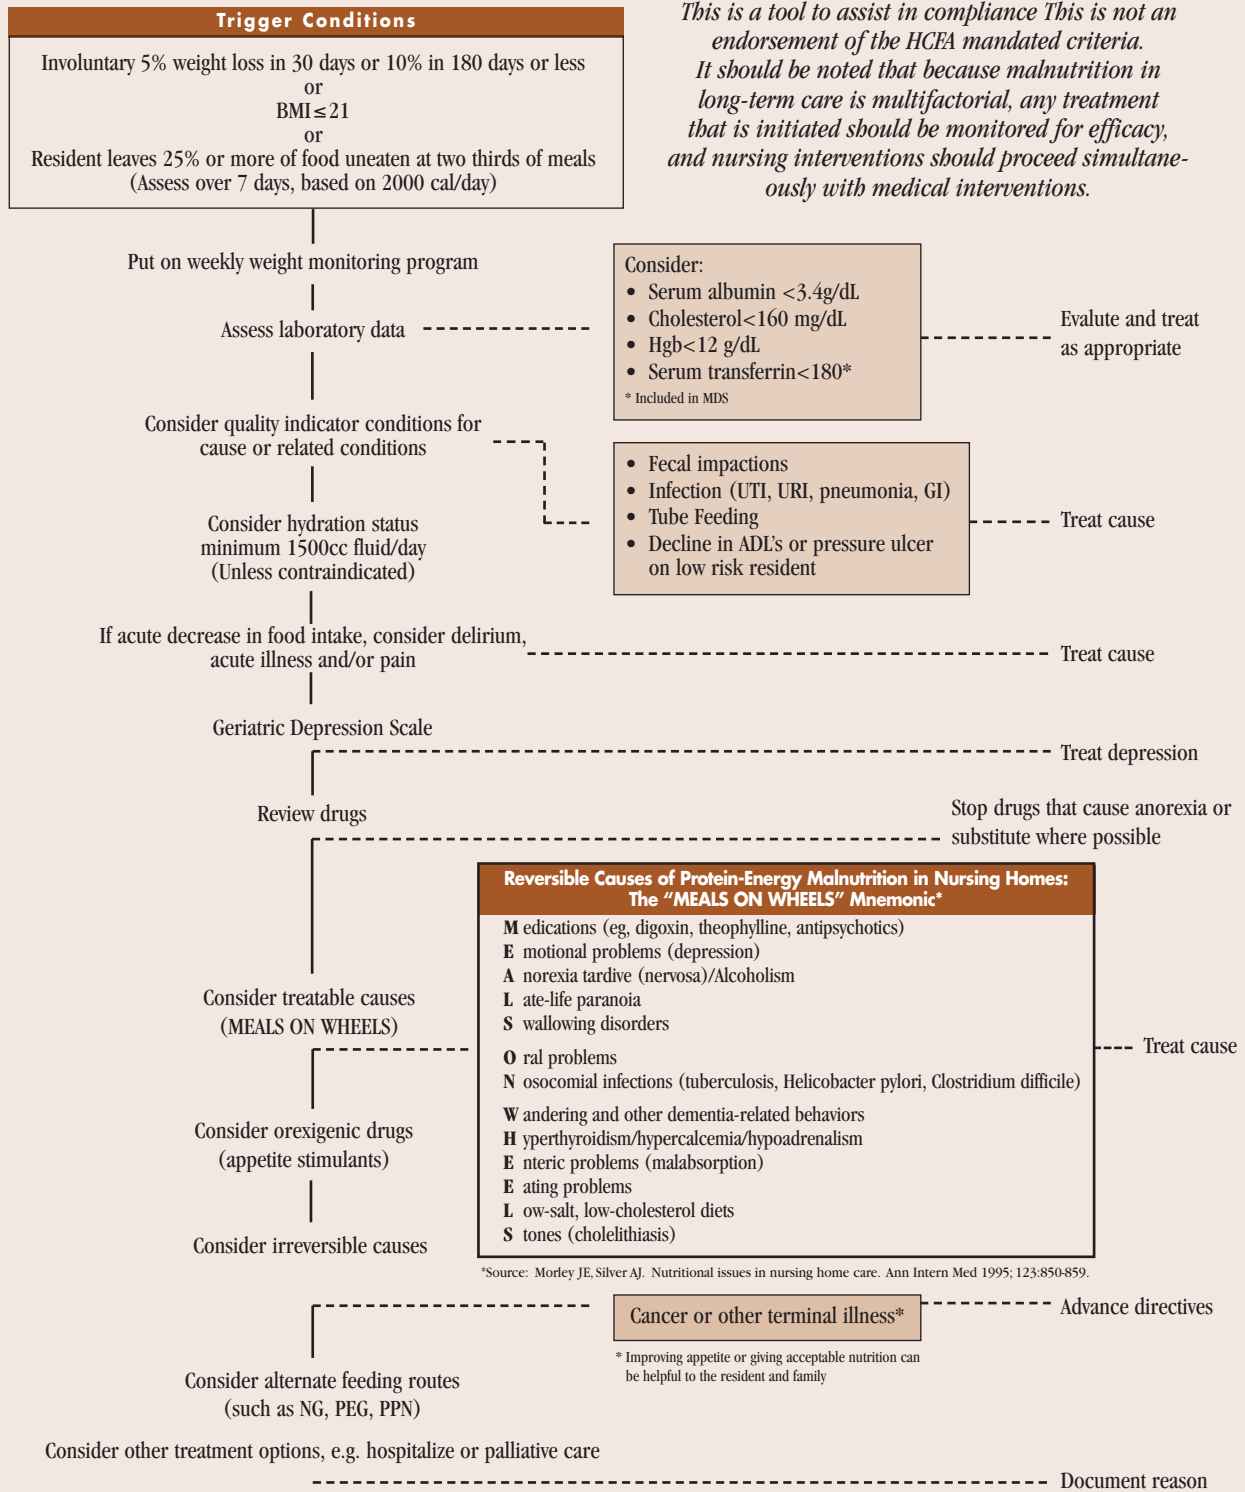 Trigger Conditions
Involuntary 5% weight loss in 30 days or 10% in 180 days or less
or
BMI≤21
or
Resident leaves 25% or more of food uneaten at two thirds of meals
(Assess over 7 days, based on 2000 cal/day)
This is a tool to assist in compliance This is not an
endorsement of the HCFA mandated criteria.
It should be noted that because malnutrition in
long-term care is multifactorial, any treatment
that is initiated should be monitored for efficacy,
and nursing interventions should proceed simultane-
ously with medical interventions.
Put on weekly weight monitoring program
Assess laboratory data
Consider:
• Serum albumin <3.4g/dL
• Cholesterol<160 mg/dL
• Hgb<12 g/dL
• Serum transferrin<180*
* Included in MDS
Evalute and treat
as appropriate
Consider quality indicator conditions for
cause or related conditions
• Fecal impactions
• Infection (UTI, URI, pneumonia, GI)
• Tube Feeding
• Decline in ADL's or pressure ulcer
on low risk resident
Treat cause
Consider hydration status
minimum 1500cc fluid/day
(Unless contraindicated)
If acute decrease in food intake, consider delirium,
acute illness and/or pain
Treat cause
Geriatric Depression Scale
Treat depression
Review drugs
Stop drugs that cause anorexia or
substitute where possible
Reversible Causes of Protein-Energy Malnutrition in Nursing Homes:
The “MEALS ON WHEELS” Mnemonic*
M edications (eg, digoxin, theophylline, antipsychotics)
E motional problems (depression)
A norexia tardive (nervosa)/Alcoholism
L ate-life paranoia
S wallowing disorders
O ral problems
N osocomial infections (tuberculosis, Helicobacter pylori, Clostridium difficile)
W andering and other dementia-related behaviors
H yperthyroidism/hypercalcemia/hypoadrenalism
E nteric problems (malabsorption)
E ating problems
L ow-salt, low-cholesterol diets
S tones (cholelithiasis)
*Source: Morley JE, Silver AJ. Nutritional issues in nursing home care. Ann Intern Med 1995; 123:850-859.
Consider treatable causes
(MEALS ON WHEELS)
Treat cause
Consider orexigenic drugs
(appetite stimulants)
Consider irreversible causes
Cancer or other terminal illness*
* Improving appetite or giving acceptable nutrition can
be helpful to the resident and family
Advance directives
Consider alternate feeding routes
(such as NG, PEG, PPN)
Consider other treatment options, e.g. hospitalize or palliative care
Document reason